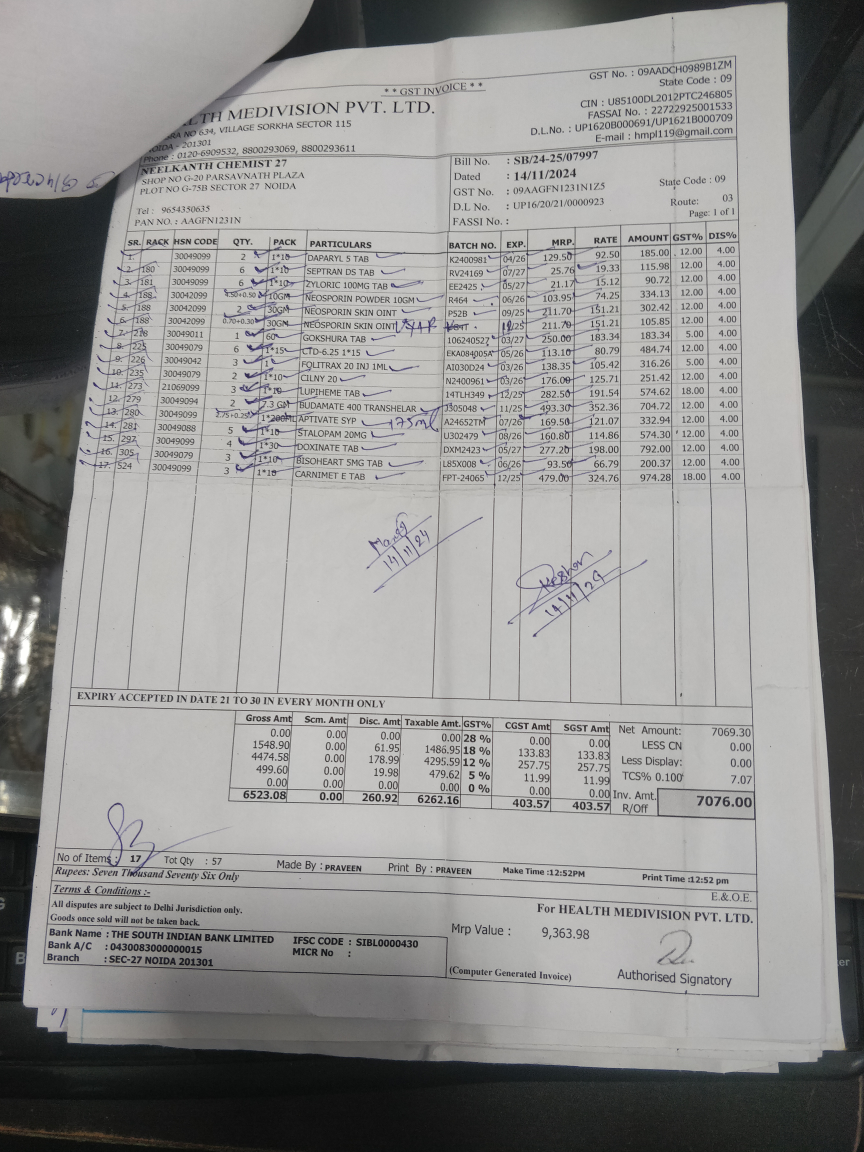 ** GST INVOICE **
GST No. : 09AADCH0989B1ZM
State Code : 09
LTH MEDIVISION PVT. LTD.
RA NO 634, VILLAGE SORKHA SECTOR 115
NOIDA - 201301
Phone : 0120-6909532, 8800293069, 8800293611
CIN : U85100DL2012PTC246805
FASSAI No. : 22722925001533
D.L.No. : UP1620B000691/UP1621B000709
E-mail : hmpl119@gmail.com
NEELKANTH CHEMIST 27
SHOP NO G-20 PARSAVNATH PLAZA
PLOT NO G-75B SECTOR 27 NOIDA
Tel : 9654350635
PAN NO. : AAGFN1231N
Bill No. : SB/24-25/07997
Dated : 14/11/2024
GST No. : 09AAGFN1231N1Z5 State Code : 09
D.L No. : UP16/20/21/0000923 Route: 03
FASSI No. : Page: 1 of 1
SR. RACK HSN CODE QTY. PACK PARTICULARS BATCH NO. EXP. MRP. RATE AMOUNT GST% DIS%
1. 30049099 2 1*10 DAPARYL 5 TAB K2400981 04/26 129.50 92.50 185.00 12.00 4.00
2. 180 30049099 6 1*10 SEPTRAN DS TAB RV24169 07/27 25.76 19.33 115.98 12.00 4.00
3. 181 30049099 6 1*10 ZYLORIC 100MG TAB EE2425 05/27 21.17 15.12 90.72 12.00 4.00
4. 188 30042099 4.50+0.50 10GM NEOSPORIN POWDER 10GM R464 06/26 103.95 74.25 334.13 12.00 4.00
5. 188 30042099 2 30GM NEOSPORIN SKIN OINT P52B 09/25 211.70 151.21 302.42 12.00 4.00
6. 188 30042099 0.70+0.30 30GM NEOSPORIN SKIN OINT 211.70 151.21 105.85 12.00 4.00
7. 218 30049011 1 60 GOKSHURA TAB 10624052 03/27 250.00 183.34 183.34 5.00 4.00
8. 225 30049079 6 1*15 CTD-6.25 1*15 EKA084005A 05/26 113.10 80.79 484.74 12.00 4.00
9. 226 30049042 3 1 FOLITRAX 20 INJ 1ML AI030D24 03/26 138.35 105.42 316.26 5.00 4.00
10. 235 30049079 2 1*10 CILNY 20 N2400961 03/26 176.00 125.71 251.42 12.00 4.00
11. 273 21069099 3 1*10 LUPIHEME TAB 14TLH349 12/25 282.50 191.54 574.62 18.00 4.00
12. 279 30049094 2 7.3 GM BUDAMATE 400 TRANSHELAR J305048 11/25 493.30 352.36 704.72 12.00 4.00
13. 280 30049099 2.75+0.25 1*200ML APTIVATE SYP 175ml A24652TM 07/26 169.50 121.07 332.94 12.00 4.00
14. 281 30049088 5 1*10 STALOPAM 20MG U302479 08/26 160.80 114.86 574.30 12.00 4.00
15. 297 30049099 4 1*30 DOXINATE TAB DXM2423 05/27 277.20 198.00 792.00 12.00 4.00
16. 305 30049079 3 1*10 BISOHEART 5MG TAB L85X008 06/26 93.50 66.79 200.37 12.00 4.00
17. 524 30049099 3 1*10 CARNIMET E TAB FPT-24065 12/25 479.00 324.76 974.28 18.00 4.00
14/11/24
14/11/24
EXPIRY ACCEPTED IN DATE 21 TO 30 IN EVERY MONTH ONLY
Gross Amt Scm. Amt Disc. Amt Taxable Amt. GST% CGST Amt SGST Amt
0.00 0.00 0.00 0.00 28 % 0.00 0.00
1548.90 0.00 61.95 1486.95 18 % 133.83 133.83
4474.58 0.00 178.99 4295.59 12 % 257.75 257.75
499.60 0.00 19.98 479.62 5 % 11.99 11.99
0.00 0.00 0.00 0.00 0 % 0.00 0.00
6523.08 0.00 260.92 6262.16 403.57 403.57
Net Amount: 7069.30
LESS CN 0.00
Less Display: 0.00
TCS% 0.100 7.07
Inv. Amt. 7076.00
R/Off
No of Items : 17 Tot Qty : 57 Made By : PRAVEEN Print By : PRAVEEN Make Time :12:52PM Print Time :12:52 pm
Rupees: Seven Thousand Seventy Six Only
E.&.O.E.
Terms & Conditions :-
All disputes are subject to Delhi Jurisdiction only.
Goods once sold will not be taken back.
Bank Name : THE SOUTH INDIAN BANK LIMITED IFSC CODE : SIBL0000430
Bank A/C : 0430083000000015 MICR No :
Branch : SEC-27 NOIDA 201301
For HEALTH MEDIVISION PVT. LTD.
Mrp Value : 9,363.98
(Computer Generated Invoice)
Authorised Signatory